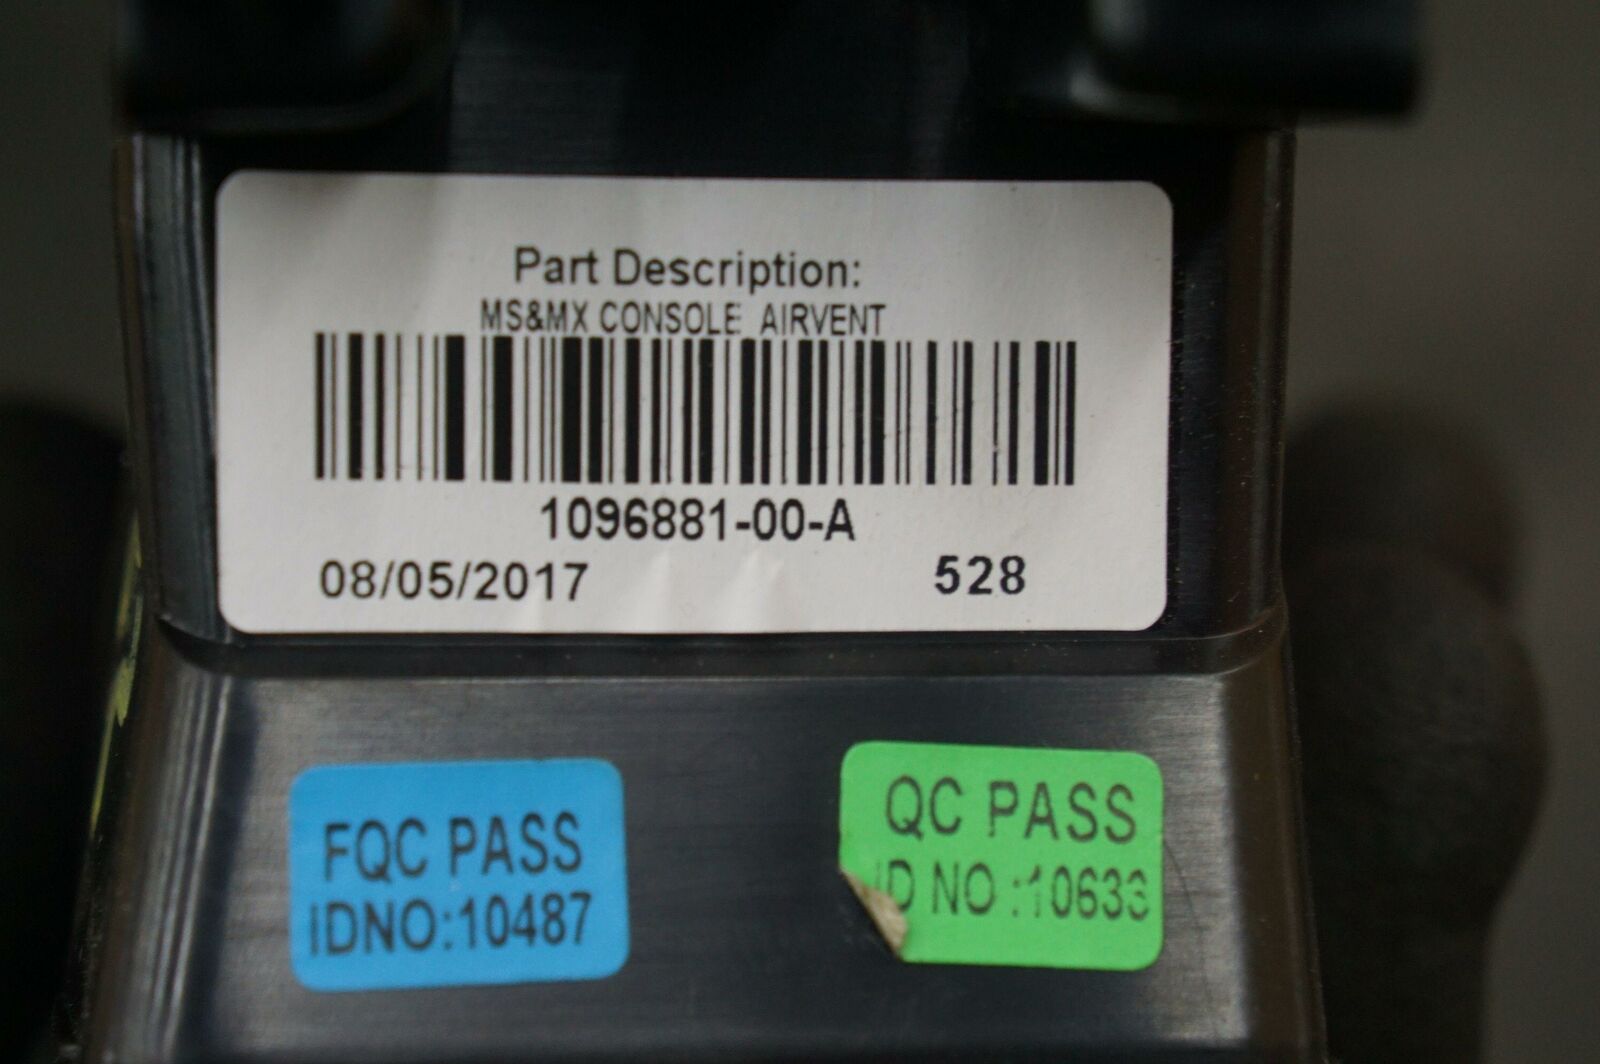 Part Description:
MS&MX CONSOLE AIRVENT
1096881-00-A
08/05/2017 528
FQC PASS
IDNO:10487
QC PASS
ID NO :10633